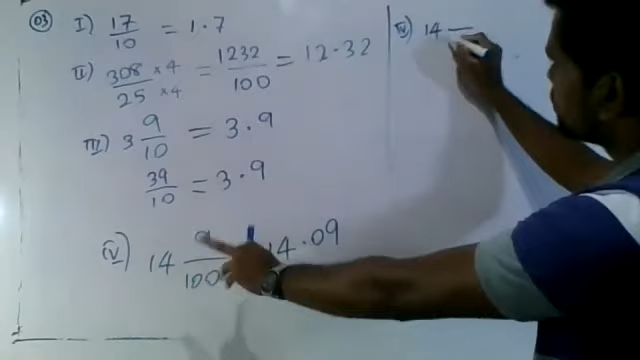 03 I) 17/10 = 1.7
II) 308/25 ×4 ×4 = 1232/100 = 12.32
III) 3 9/10 = 3.9
39/10 = 3.9
IV) 14 9/100 14.09
14 —